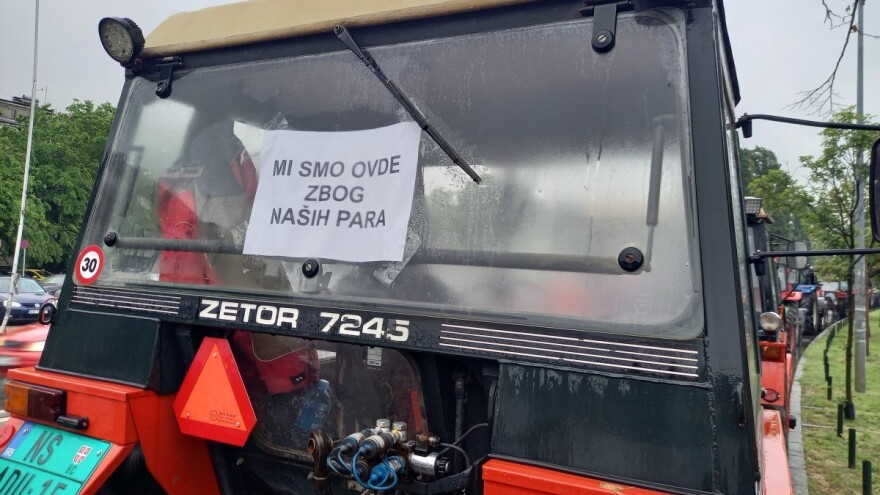 MI SMO OVDE
ZBOG
NAŠIH PARA
30
ZETOR 7245
NS